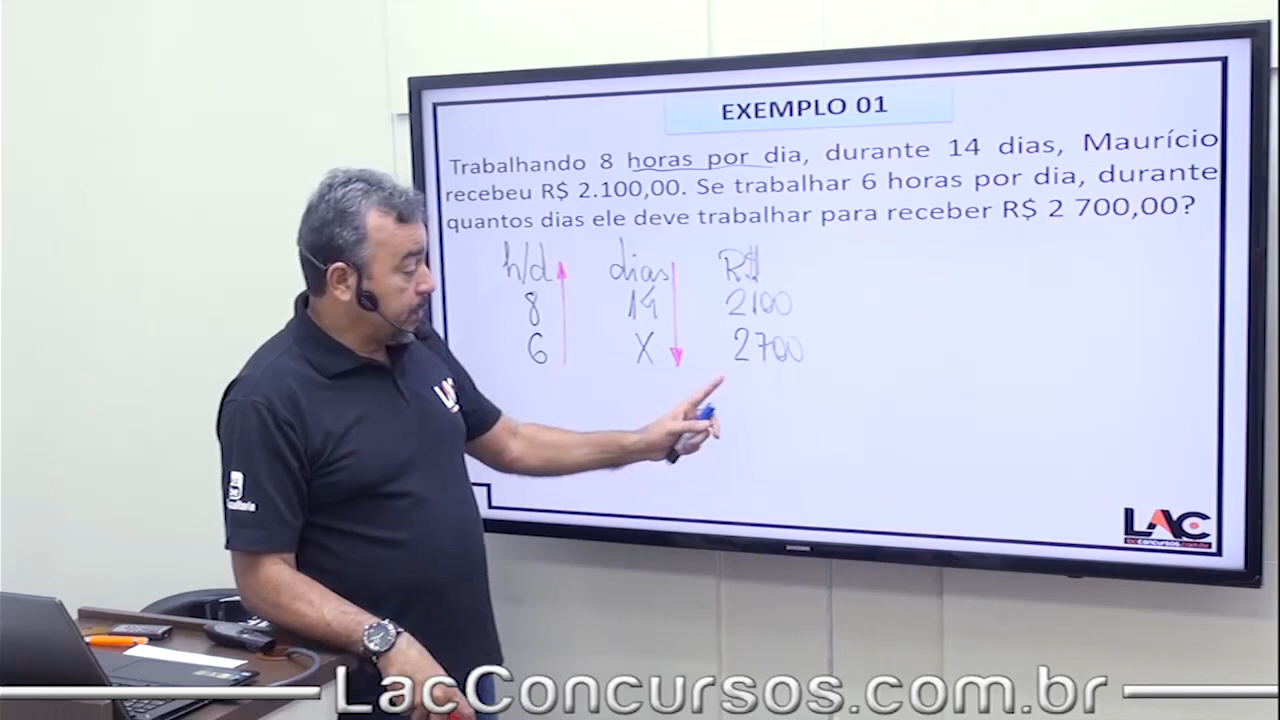 EXEMPLO 01
Trabalhando 8 horas por dia, durante 14 dias, Maurício
recebeu R$ 2.100,00. Se trabalhar 6 horas por dia, durante
quantos dias ele deve trabalhar para receber R$ 2 700,00?
h/d dias R$
8 14 2100
6 X 2700
LAC
LAC
LacConcursos.com.br